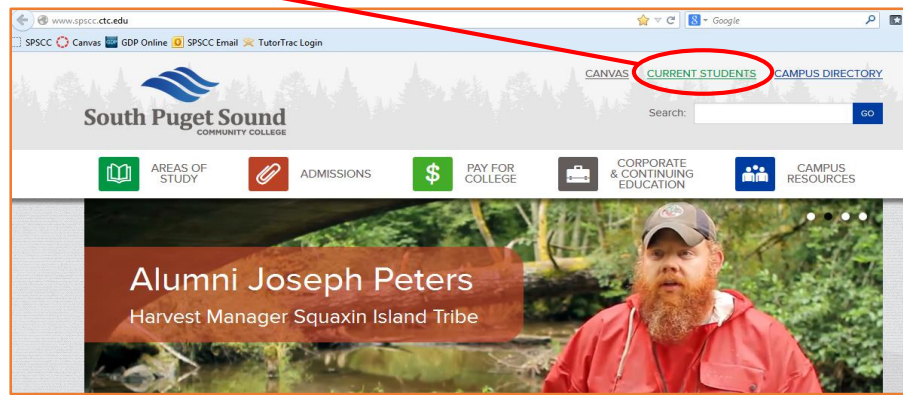 www.spscc.ctc.edu
Google
SPSCC Canvas GDP Online SPSCC Email TutorTrac Login
CANVAS CURRENT STUDENTS CAMPUS DIRECTORY
South Puget Sound
COMMUNITY COLLEGE
Search: GO
AREAS OF
STUDY
ADMISSIONS
$
PAY FOR
COLLEGE
CORPORATE
& CONTINUING
EDUCATION
CAMPUS
RESOURCES
Alumni Joseph Peters
Harvest Manager Squaxin Island Tribe